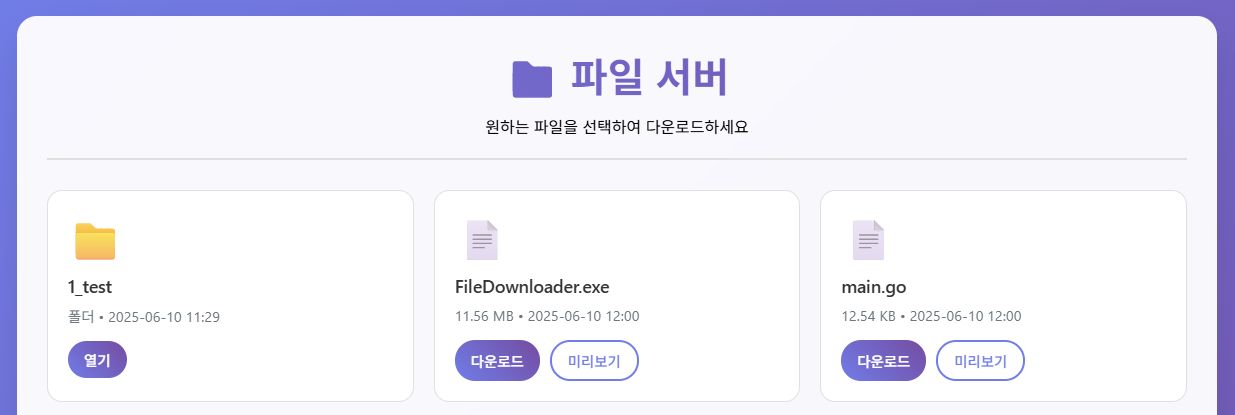 파일 서버
원하는 파일을 선택하여 다운로드하세요
1_test
폴더 • 2025-06-10 11:29
열기
FileDownloader.exe
11.56 MB • 2025-06-10 12:00
다운로드 미리보기
main.go
12.54 KB • 2025-06-10 12:00
다운로드 미리보기